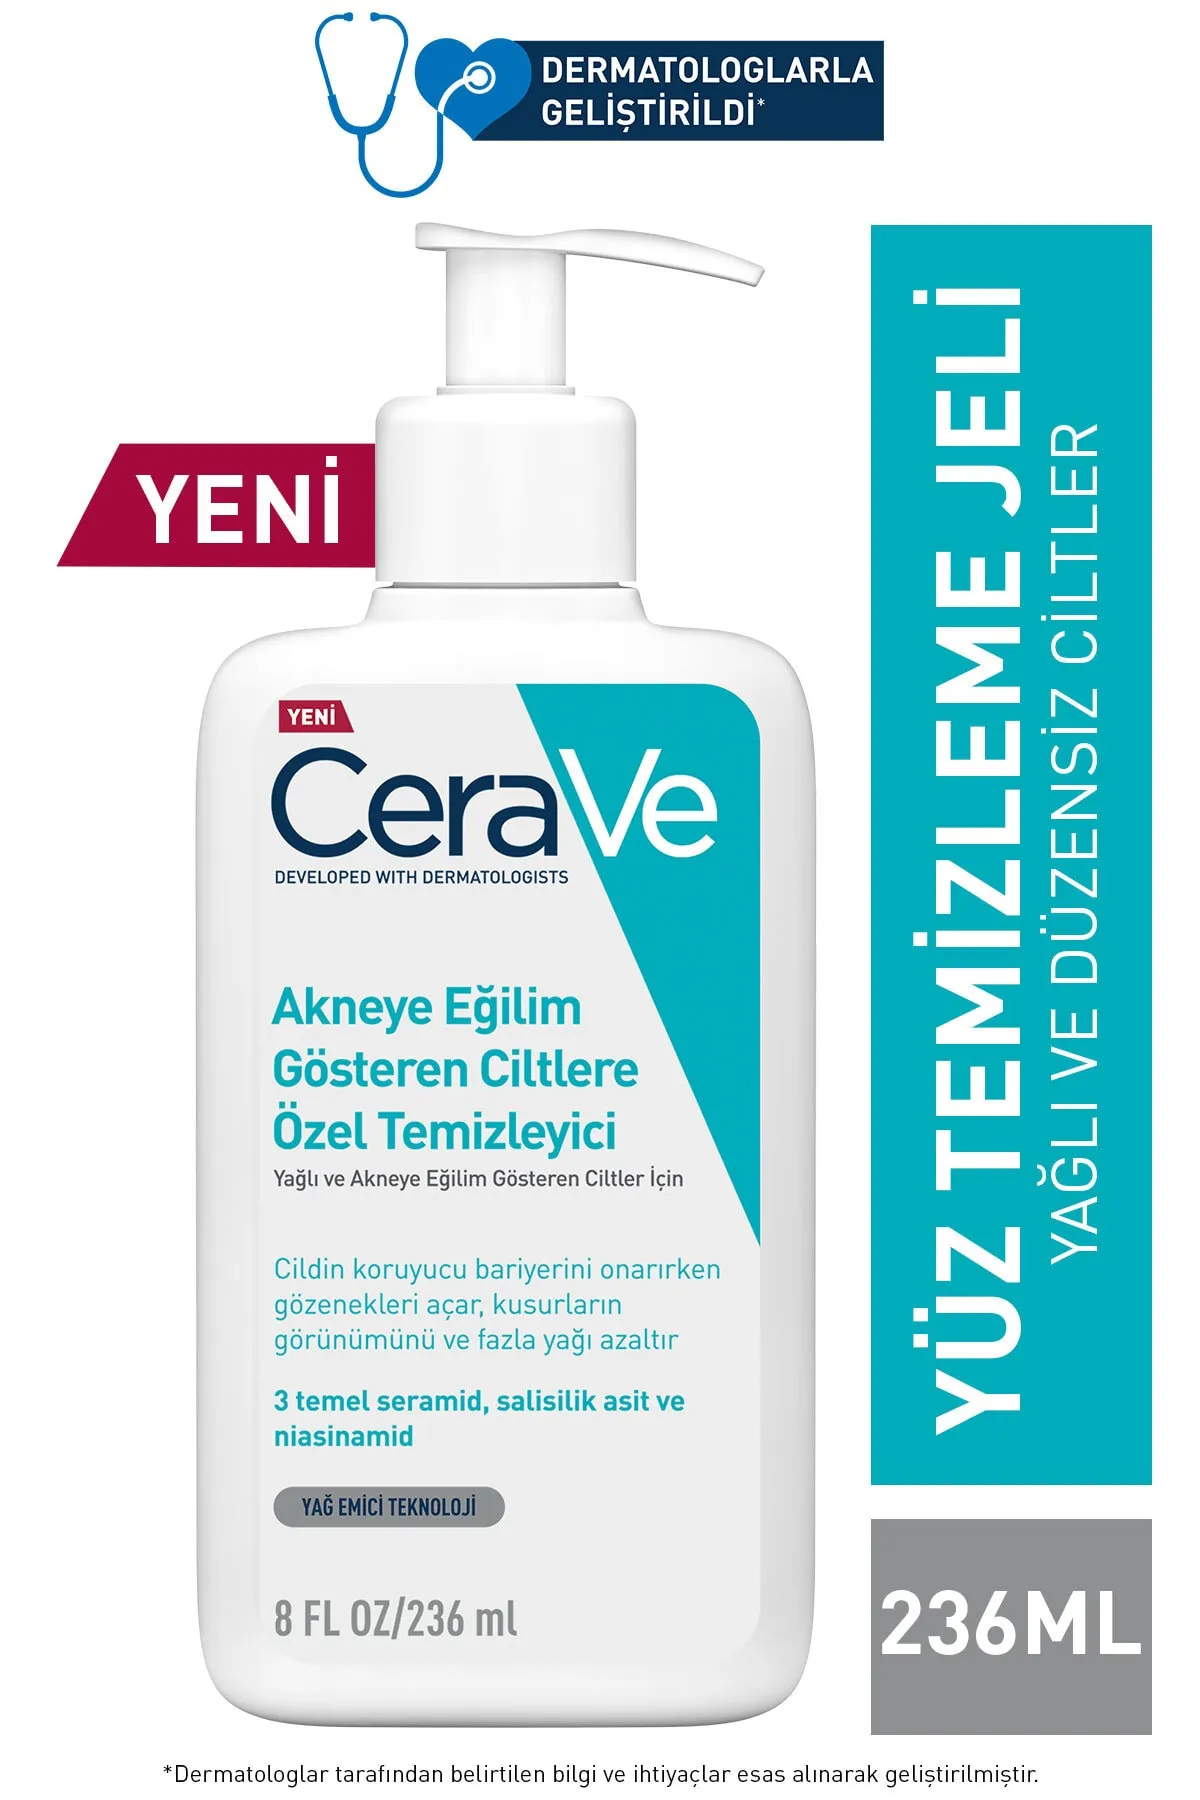 DERMATOLOGLARLA
GELİŞTİRİLDİ*
YENİ
YENİ
CeraVe
DEVELOPED WITH DERMATOLOGISTS
Akneye Eğilim
Gösteren Ciltlere
Özel Temizleyici
Yağlı ve Akneye Eğilim Gösteren Ciltler İçin
Cildin koruyucu bariyerini onarırken
gözenekleri açar, kusurların
görünümünü ve fazla yağı azaltır
3 temel seramid, salisilik asit ve
niasinamid
YAĞ EMİCİ TEKNOLOJİ
8 FL OZ/236 ml
YÜZ TEMİZLEME JELİ
YAĞLI VE DÜZENSİZ CİLTLER
236ML
*Dermatologlar tarafından belirtilen bilgi ve ihtiyaçlar esas alınarak geliştirilmiştir.